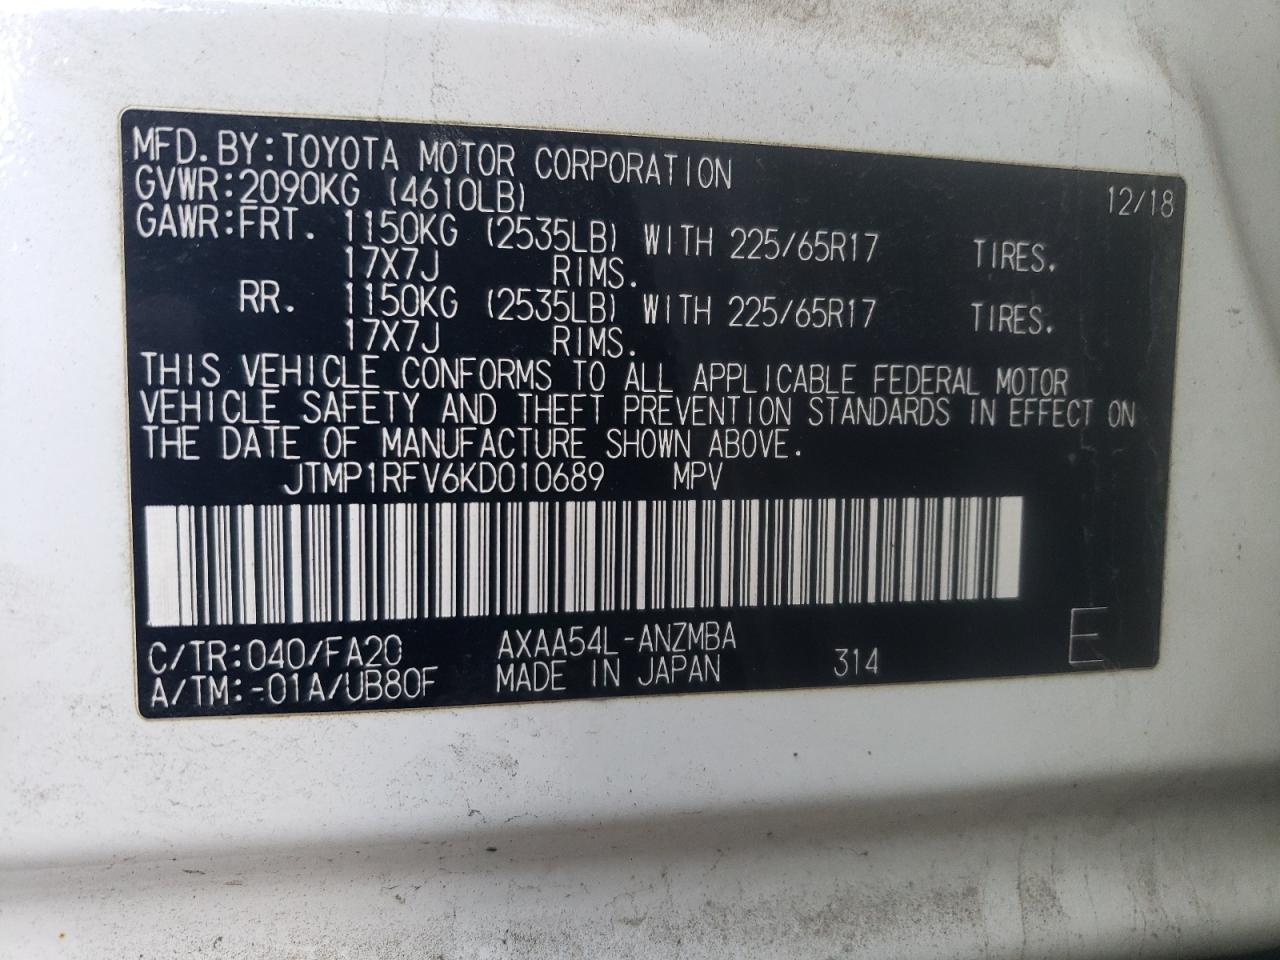 MFD.BY:TOYOTA MOTOR CORPORATION 12/18
GVWR:2090KG (4610LB)
GAWR:FRT. 1150KG (2535LB) WITH 225/65R17 TIRES.
17X7J RIMS.
RR. 1150KG (2535LB) WITH 225/65R17 TIRES.
17X7J RIMS.
THIS VEHICLE CONFORMS TO ALL APPLICABLE FEDERAL MOTOR
VEHICLE SAFETY AND THEFT PREVENTION STANDARDS IN EFFECT ON
THE DATE OF MANUFACTURE SHOWN ABOVE.
JTMP1RFV6KD010689 MPV
C/TR:040/FA20 AXAA54L-ANZMBA E
A/TM:-01A/UB80F MADE IN JAPAN 314